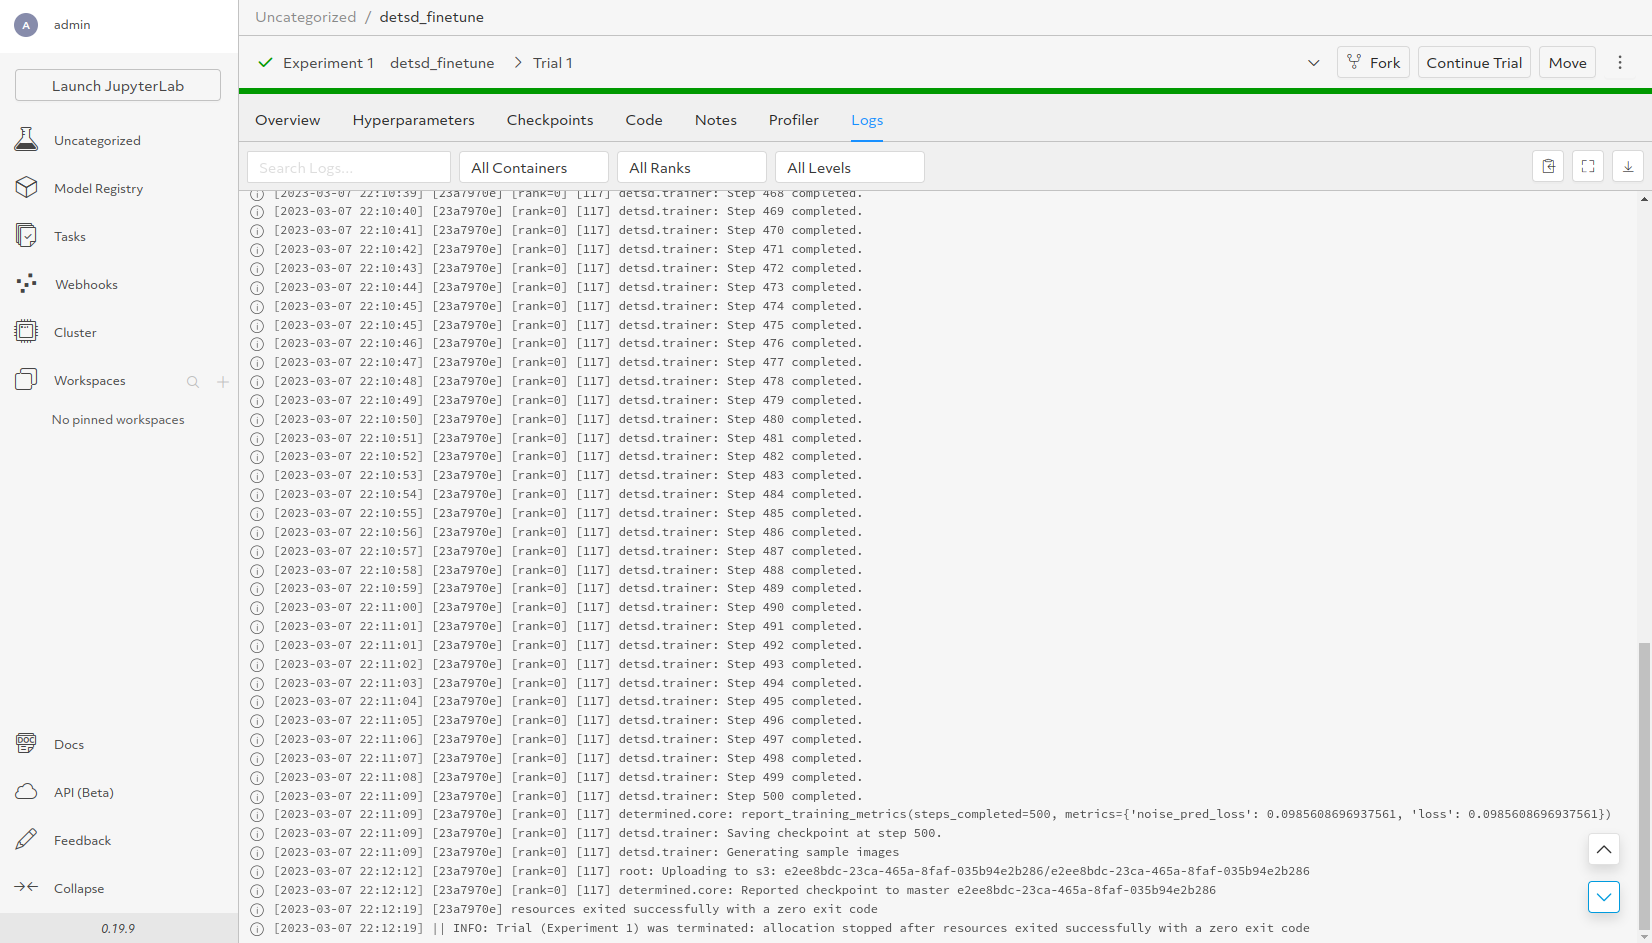 A admin
Launch JupyterLab
Uncategorized
Model Registry
Tasks
Webhooks
Cluster
Workspaces
No pinned workspaces
DOC Docs
API (Beta)
Feedback
Collapse
0.19.9
Uncategorized / detsd_finetune
Experiment 1 detsd_finetune > Trial 1
Fork Continue Trial Move
Overview Hyperparameters Checkpoints Code Notes Profiler Logs
Search Logs... All Containers All Ranks All Levels
[2023-03-07 22:10:39] [23a7970e] [rank=0] [117] detsd.trainer: Step 468 completed.
[2023-03-07 22:10:40] [23a7970e] [rank=0] [117] detsd.trainer: Step 469 completed.
[2023-03-07 22:10:41] [23a7970e] [rank=0] [117] detsd.trainer: Step 470 completed.
[2023-03-07 22:10:42] [23a7970e] [rank=0] [117] detsd.trainer: Step 471 completed.
[2023-03-07 22:10:43] [23a7970e] [rank=0] [117] detsd.trainer: Step 472 completed.
[2023-03-07 22:10:44] [23a7970e] [rank=0] [117] detsd.trainer: Step 473 completed.
[2023-03-07 22:10:45] [23a7970e] [rank=0] [117] detsd.trainer: Step 474 completed.
[2023-03-07 22:10:45] [23a7970e] [rank=0] [117] detsd.trainer: Step 475 completed.
[2023-03-07 22:10:46] [23a7970e] [rank=0] [117] detsd.trainer: Step 476 completed.
[2023-03-07 22:10:47] [23a7970e] [rank=0] [117] detsd.trainer: Step 477 completed.
[2023-03-07 22:10:48] [23a7970e] [rank=0] [117] detsd.trainer: Step 478 completed.
[2023-03-07 22:10:49] [23a7970e] [rank=0] [117] detsd.trainer: Step 479 completed.
[2023-03-07 22:10:50] [23a7970e] [rank=0] [117] detsd.trainer: Step 480 completed.
[2023-03-07 22:10:51] [23a7970e] [rank=0] [117] detsd.trainer: Step 481 completed.
[2023-03-07 22:10:52] [23a7970e] [rank=0] [117] detsd.trainer: Step 482 completed.
[2023-03-07 22:10:53] [23a7970e] [rank=0] [117] detsd.trainer: Step 483 completed.
[2023-03-07 22:10:54] [23a7970e] [rank=0] [117] detsd.trainer: Step 484 completed.
[2023-03-07 22:10:55] [23a7970e] [rank=0] [117] detsd.trainer: Step 485 completed.
[2023-03-07 22:10:56] [23a7970e] [rank=0] [117] detsd.trainer: Step 486 completed.
[2023-03-07 22:10:57] [23a7970e] [rank=0] [117] detsd.trainer: Step 487 completed.
[2023-03-07 22:10:58] [23a7970e] [rank=0] [117] detsd.trainer: Step 488 completed.
[2023-03-07 22:10:59] [23a7970e] [rank=0] [117] detsd.trainer: Step 489 completed.
[2023-03-07 22:11:00] [23a7970e] [rank=0] [117] detsd.trainer: Step 490 completed.
[2023-03-07 22:11:01] [23a7970e] [rank=0] [117] detsd.trainer: Step 491 completed.
[2023-03-07 22:11:01] [23a7970e] [rank=0] [117] detsd.trainer: Step 492 completed.
[2023-03-07 22:11:02] [23a7970e] [rank=0] [117] detsd.trainer: Step 493 completed.
[2023-03-07 22:11:03] [23a7970e] [rank=0] [117] detsd.trainer: Step 494 completed.
[2023-03-07 22:11:04] [23a7970e] [rank=0] [117] detsd.trainer: Step 495 completed.
[2023-03-07 22:11:05] [23a7970e] [rank=0] [117] detsd.trainer: Step 496 completed.
[2023-03-07 22:11:06] [23a7970e] [rank=0] [117] detsd.trainer: Step 497 completed.
[2023-03-07 22:11:07] [23a7970e] [rank=0] [117] detsd.trainer: Step 498 completed.
[2023-03-07 22:11:08] [23a7970e] [rank=0] [117] detsd.trainer: Step 499 completed.
[2023-03-07 22:11:09] [23a7970e] [rank=0] [117] detsd.trainer: Step 500 completed.
[2023-03-07 22:11:09] [23a7970e] [rank=0] [117] determined.core: report_training_metrics(steps_completed=500, metrics={'noise_pred_loss': 0.0985608696937561, 'loss': 0.0985608696937561})
[2023-03-07 22:11:09] [23a7970e] [rank=0] [117] detsd.trainer: Saving checkpoint at step 500.
[2023-03-07 22:11:09] [23a7970e] [rank=0] [117] detsd.trainer: Generating sample images
[2023-03-07 22:12:12] [23a7970e] [rank=0] [117] root: Uploading to s3: e2ee8bdc-23ca-465a-8faf-035b94e2b286/e2ee8bdc-23ca-465a-8faf-035b94e2b286
[2023-03-07 22:12:12] [23a7970e] [rank=0] [117] determined.core: Reported checkpoint to master e2ee8bdc-23ca-465a-8faf-035b94e2b286
[2023-03-07 22:12:19] [23a7970e] resources exited successfully with a zero exit code
[2023-03-07 22:12:19] || INFO: Trial (Experiment 1) was terminated: allocation stopped after resources exited successfully with a zero exit code